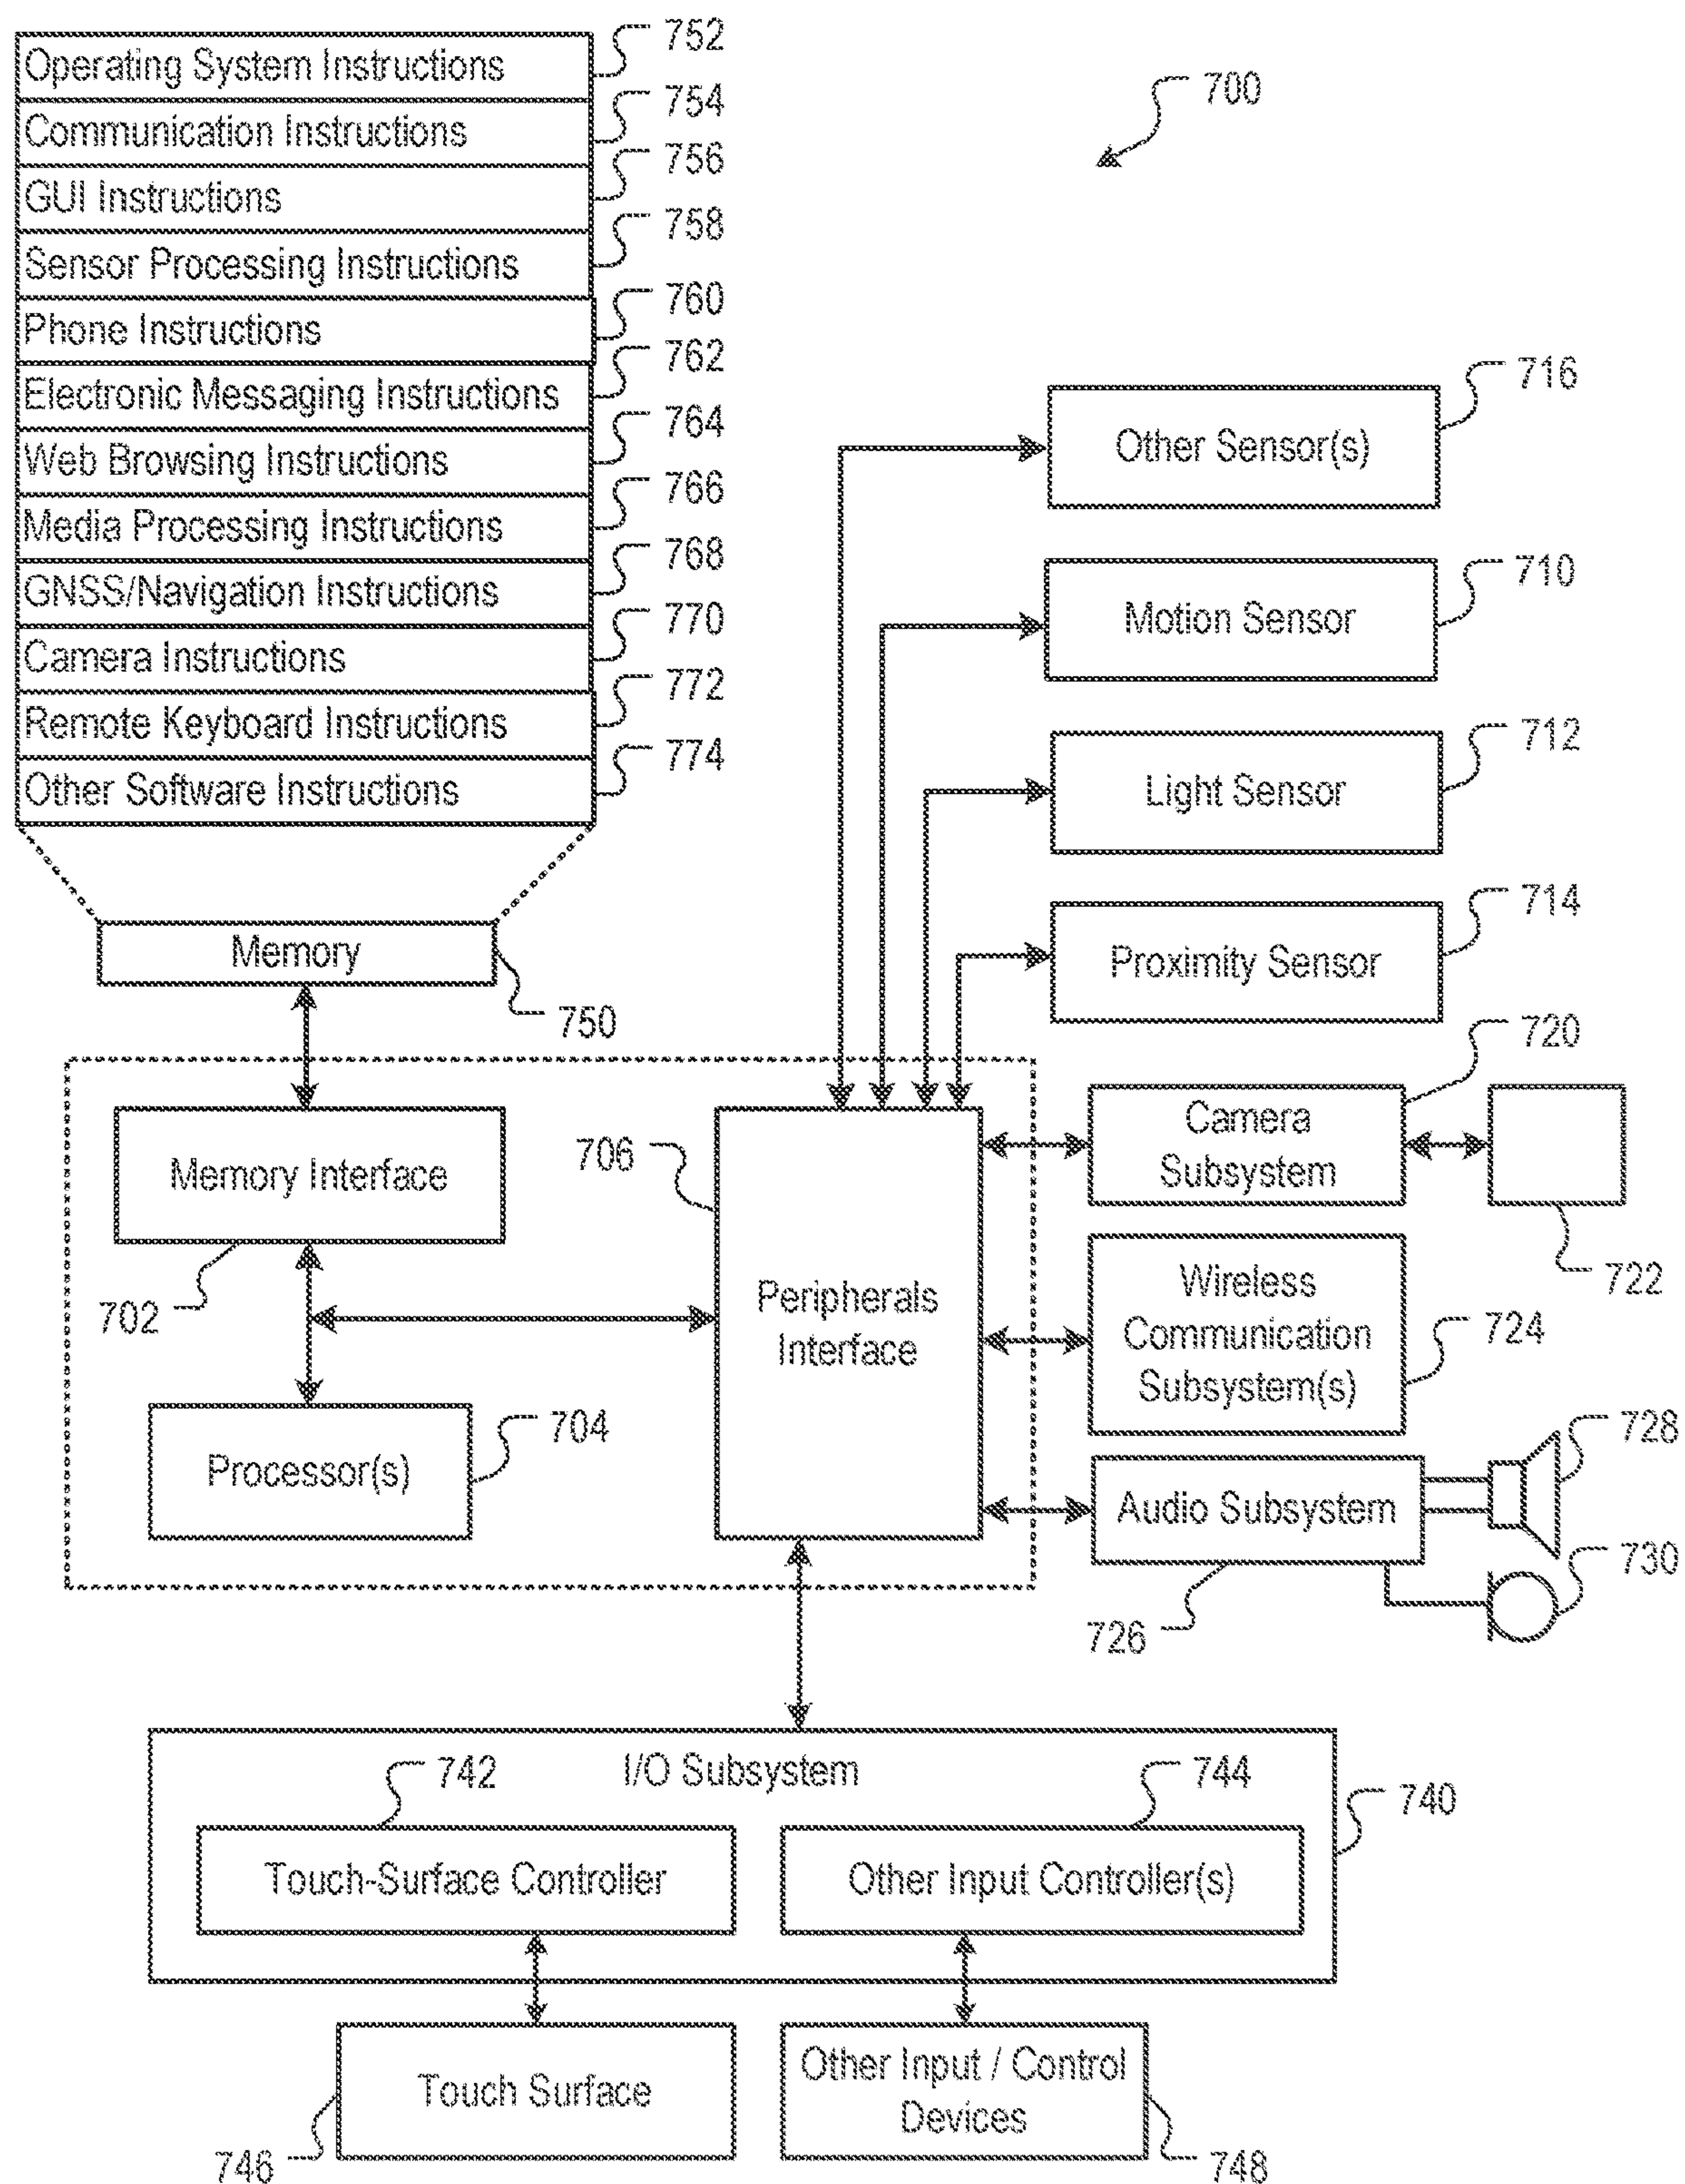 Operating System Instructions
752
Communication Instructions
754
GUI Instructions
756
Sensor Processing Instructions
758
Phone Instructions
760
Electronic Messaging Instructions
762
Web Browsing Instructions
764
Media Processing Instructions
766
GNSS/Navigation Instructions
768
Camera Instructions
770
Remote Keyboard Instructions
772
Other Software Instructions
774
700
Memory
750
Other Sensor(s)
716
Motion Sensor
710
Light Sensor
712
Proximity Sensor
714
Memory Interface
702
Processor(s)
704
706
Peripherals
Interface
Camera
Subsystem
720
722
Wireless
Communication
Subsystem(s)
724
Audio Subsystem
726
728
730
I/O Subsystem
740
742
Touch-Surface Controller
744
Other Input Controller(s)
Touch Surface
746
Other Input / Control
Devices
748